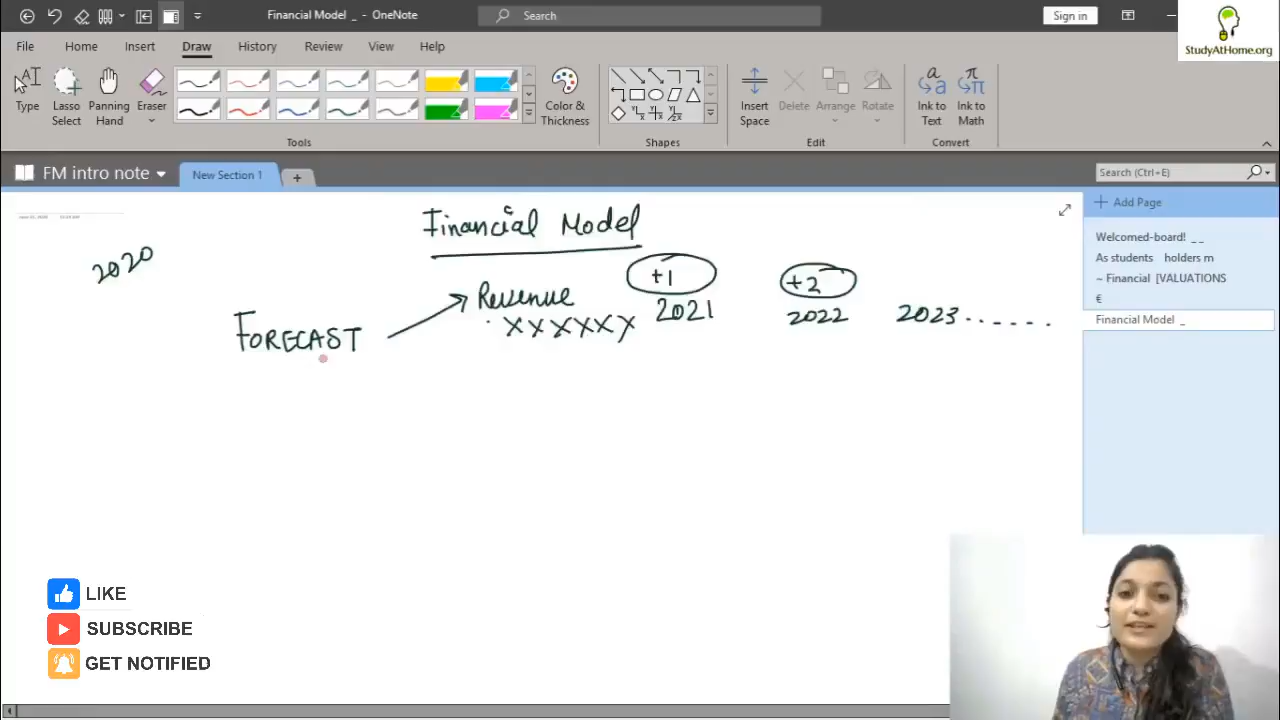 Financial Model _ - OneNote
Search
Sign in
StudyAtHome.org
File Home Insert Draw History Review View Help
Type
Lasso Select
Panning Hand
Eraser
Color & Thickness
Insert Space
Delete
Arrange
Rotate
Ink to Text
Ink to Math
Tools
Shapes
Edit
Convert
FM intro note
New Section 1
Search (Ctrl+E)
Add Page
Welcomed-board! _ _
As students holders m
~ Financial [VALUATIONS
€
Financial Model _
Financial Model
2020
+1 +2
Revenue 2021 2022 2023......
XXXXXX
FORECAST
LIKE
SUBSCRIBE
GET NOTIFIED